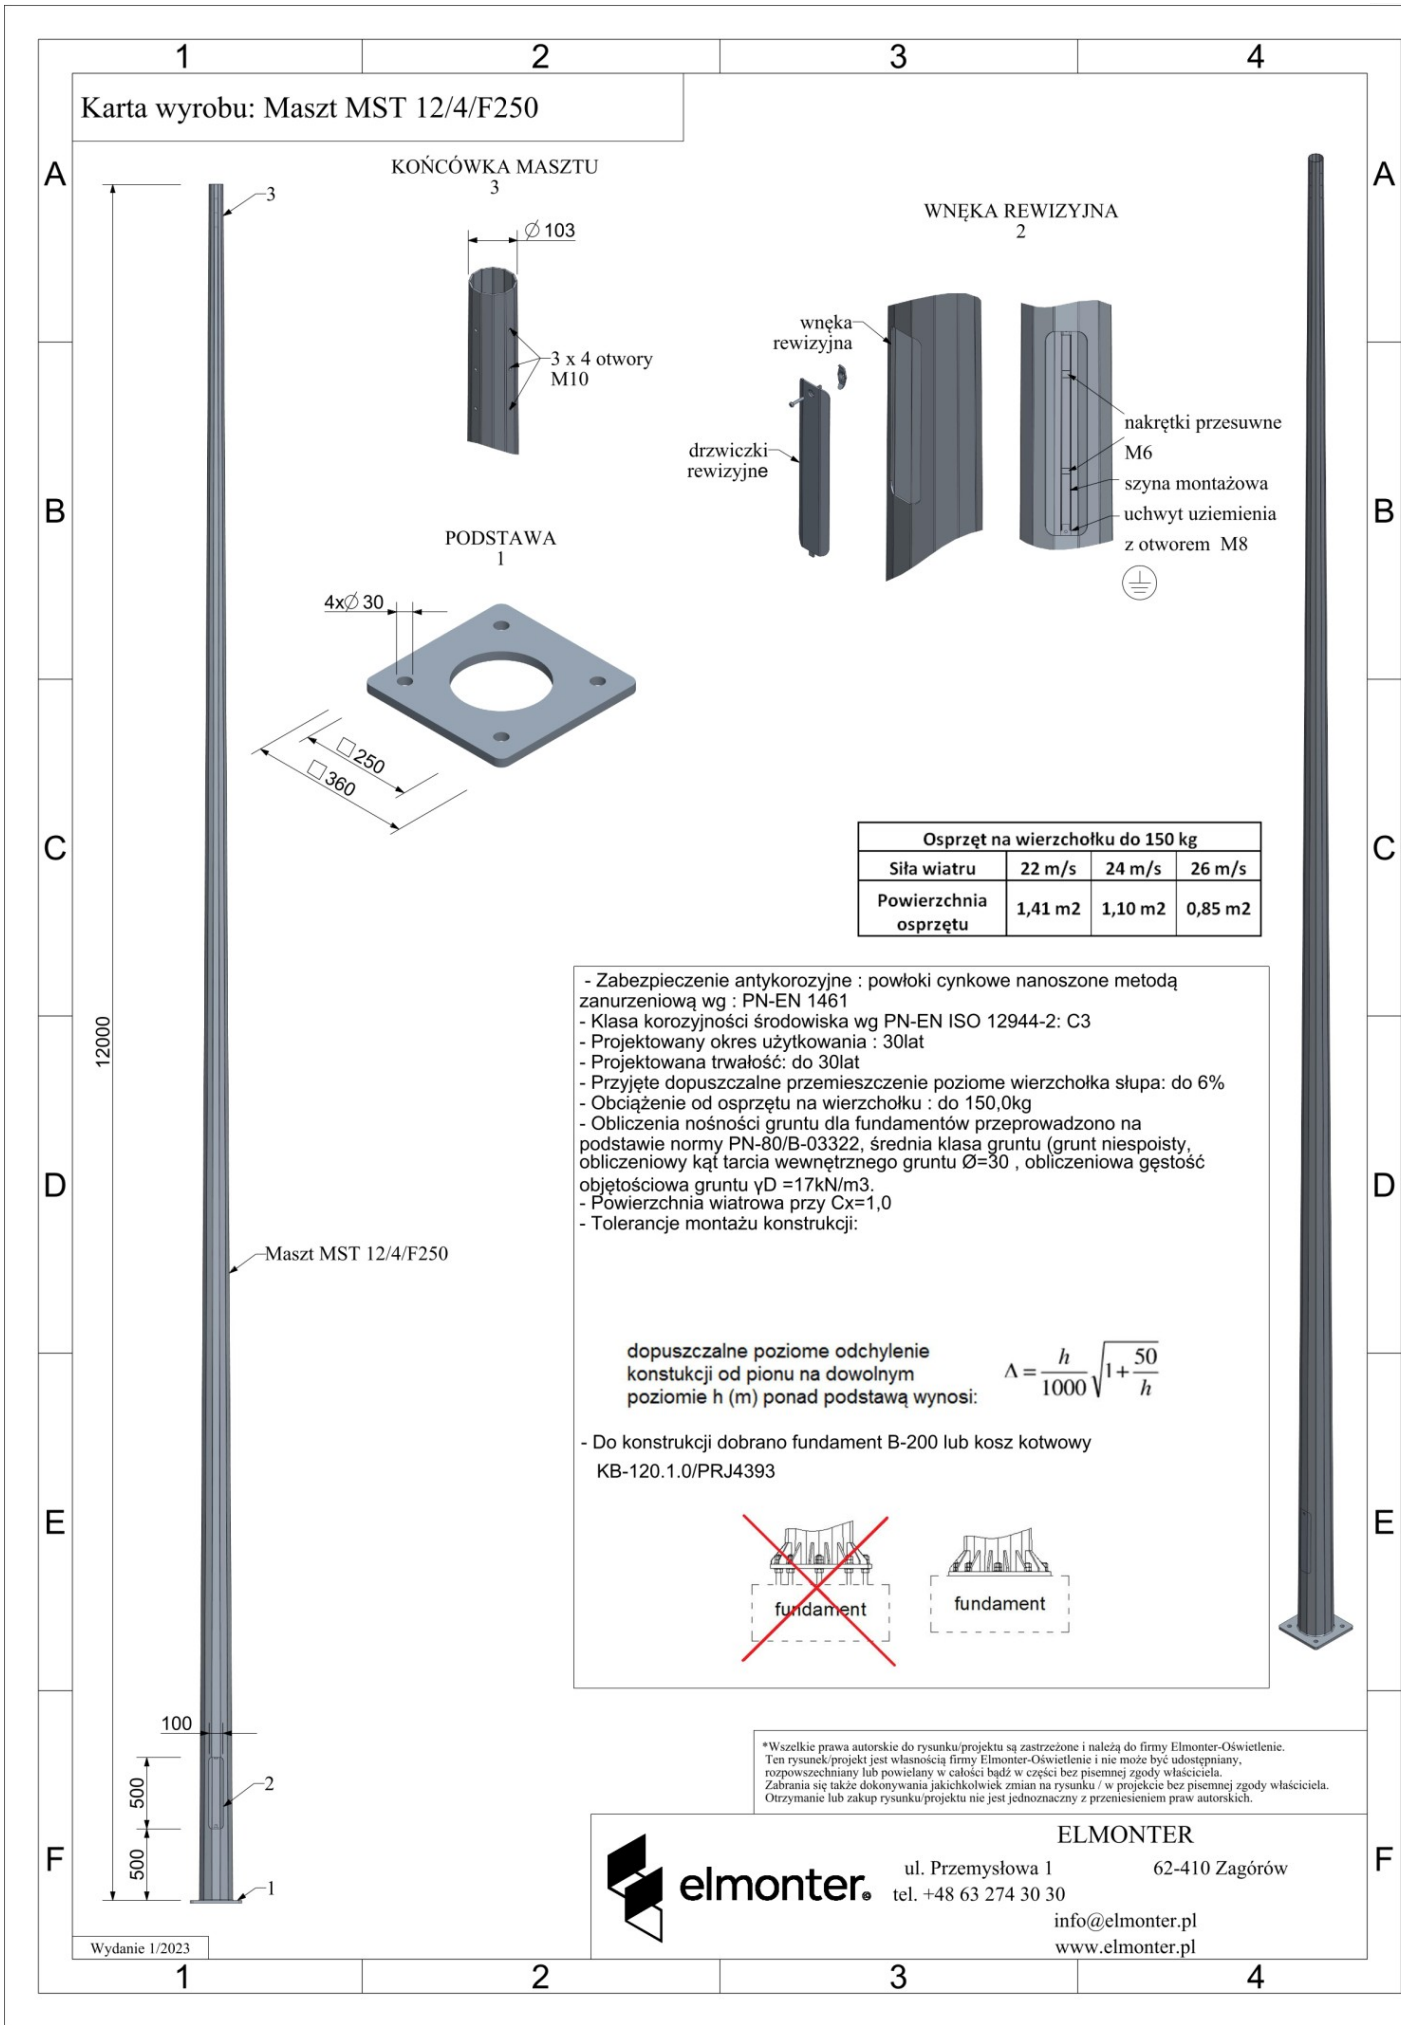 1 2 3 4
Karta wyrobu: Maszt MST 12/4/F250
A
A
KOŃCÓWKA MASZTU
3
3
Ø 103
3 x 4 otwory
M10
WNĘKA REWIZYJNA
2
wnęka
rewizyjna
drzwiczki
rewizyjne
nakrętki przesuwne
M6
szyna montażowa
uchwyt uziemienia
z otworem M8
B
B
PODSTAWA
1
4xØ 30
□ 250
□ 360
C
C
Osprzęt na wierzchołku do 150 kg
Siła wiatru 22 m/s 24 m/s 26 m/s
Powierzchnia
osprzętu 1,41 m2 1,10 m2 0,85 m2
12000
- Zabezpieczenie antykorozyjne : powłoki cynkowe nanoszone metodą
zanurzeniową wg : PN-EN 1461
- Klasa korozyjności środowiska wg PN-EN ISO 12944-2: C3
- Projektowany okres użytkowania : 30lat
- Projektowana trwałość: do 30lat
- Przyjęte dopuszczalne przemieszczenie poziome wierzchołka słupa: do 6%
- Obciążenie od osprzętu na wierzchołku : do 150,0kg
- Obliczenia nośności gruntu dla fundamentów przeprowadzono na
podstawie normy PN-80/B-03322, średnia klasa gruntu (grunt niespoisty,
obliczeniowy kąt tarcia wewnętrznego gruntu Ø=30 , obliczeniowa gęstość
objętościowa gruntu γD =17kN/m3.
- Powierzchnia wiatrowa przy Cx=1,0
- Tolerancje montażu konstrukcji:
D
D
Maszt MST 12/4/F250
dopuszczalne poziome odchylenie
konstukcji od pionu na dowolnym
poziomie h (m) ponad podstawą wynosi:
Λ = h/1000 √1+ 50/h
- Do konstrukcji dobrano fundament B-200 lub kosz kotwowy
KB-120.1.0/PRJ4393
E
E
fundament
fundament
100
500
500
2
1
F
F
*Wszelkie prawa autorskie do rysunku/projektu są zastrzeżone i należą do firmy Elmonter-Oświetlenie.
Ten rysunek/projekt jest własnością firmy Elmonter-Oświetlenie i nie może być udostępniany,
rozpowszechniany lub powielany w całości bądź w części bez pisemnej zgody właściciela.
Zabrania się także dokonywania jakichkolwiek zmian na rysunku / w projekcie bez pisemnej zgody właściciela.
Otrzymanie lub zakup rysunku/projektu nie jest jednoznaczny z przeniesieniem praw autorskich.
elmonter®
ELMONTER
ul. Przemysłowa 1 62-410 Zagórów
tel. +48 63 274 30 30
info@elmonter.pl
www.elmonter.pl
Wydanie 1/2023
1 2 3 4